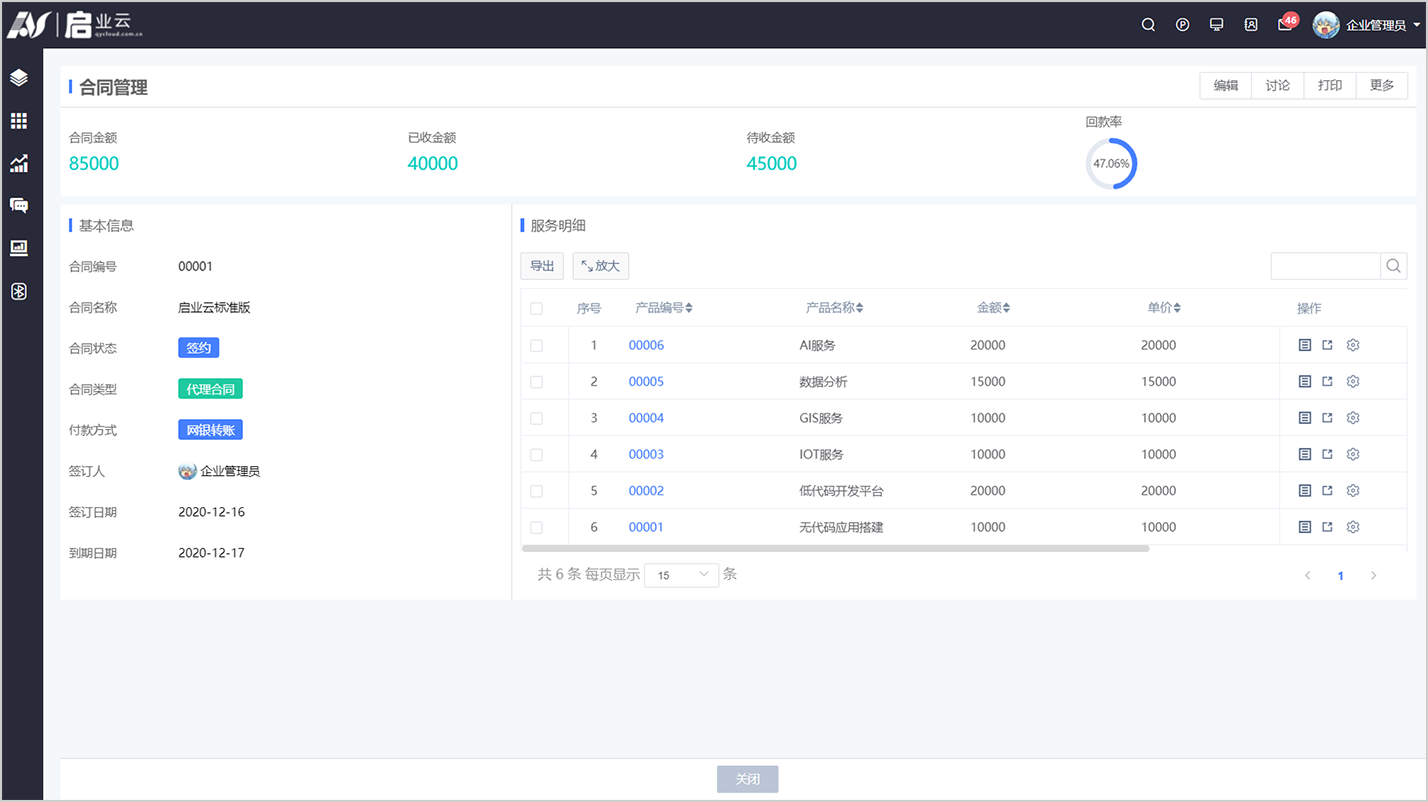 启业云
qycloud.com.cn
46
企业管理员
合同管理
编辑 讨论 打印 更多
合同金额 已收金额 待收金额 回款率
85000 40000 45000 47.06%
基本信息
合同编号 00001
合同名称 启业云标准版
合同状态 签约
合同类型 代理合同
付款方式 网银转账
签订人 企业管理员
签订日期 2020-12-16
到期日期 2020-12-17
服务明细
导出 放大
序号 产品编号 产品名称 金额 单价 操作
1 00006 AI服务 20000 20000
2 00005 数据分析 15000 15000
3 00004 GIS服务 10000 10000
4 00003 IOT服务 10000 10000
5 00002 低代码开发平台 20000 20000
6 00001 无代码应用搭建 10000 10000
共 6 条 每页显示 15 条 1
关闭